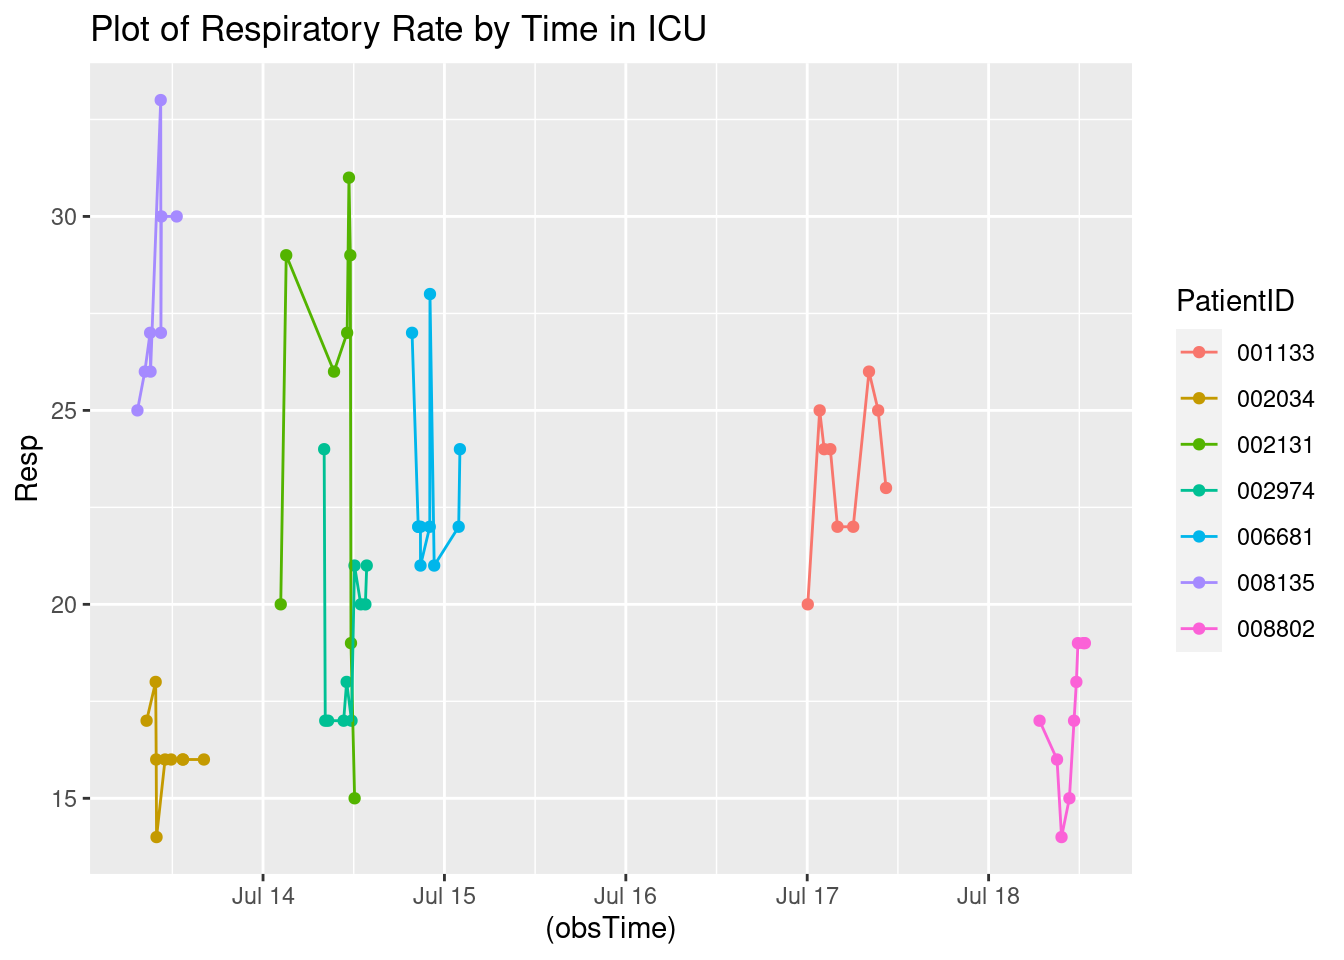 Plot of Respiratory Rate by Time in ICU
Resp
30
25
20
15
Jul 14
Jul 15
Jul 16
Jul 17
Jul 18
(obsTime)
PatientID
001133
002034
002131
002974
006681
008135
008802